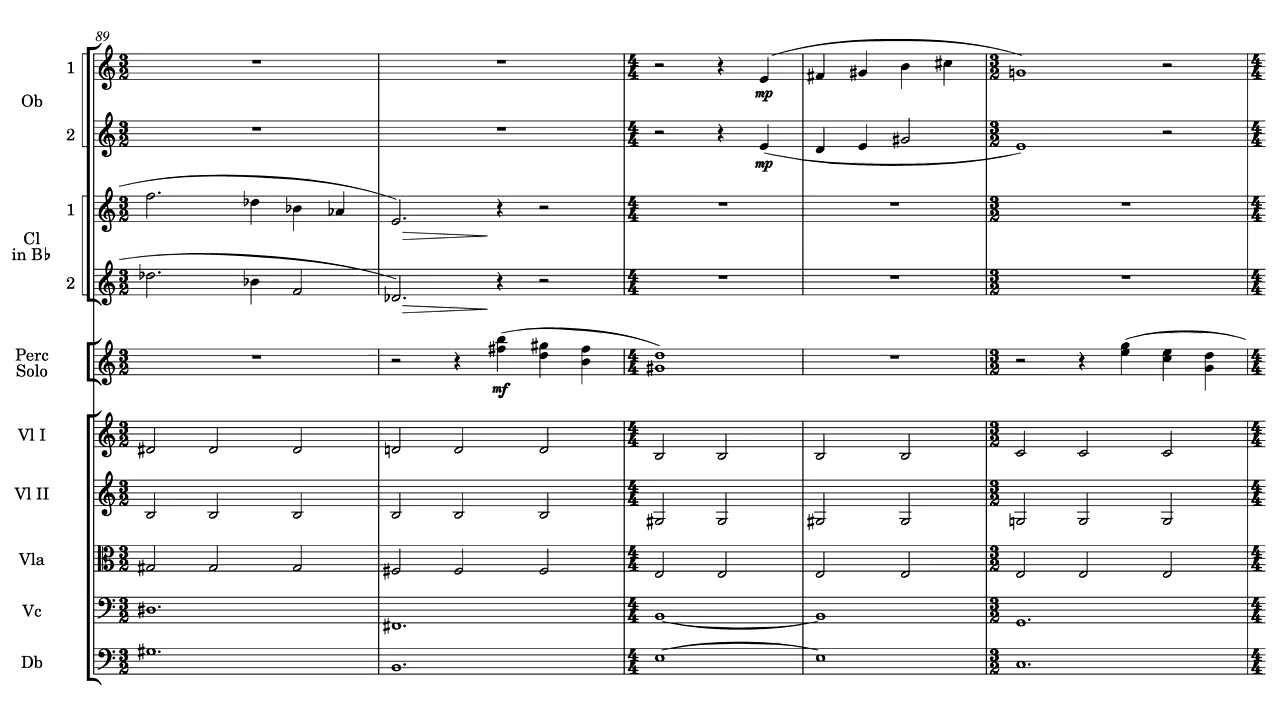 89
1
Ob
2
mp
mp
1
Cl
in B♭
2
Perc
Solo
mf
Vl I
Vl II
Vla
Vc
Db